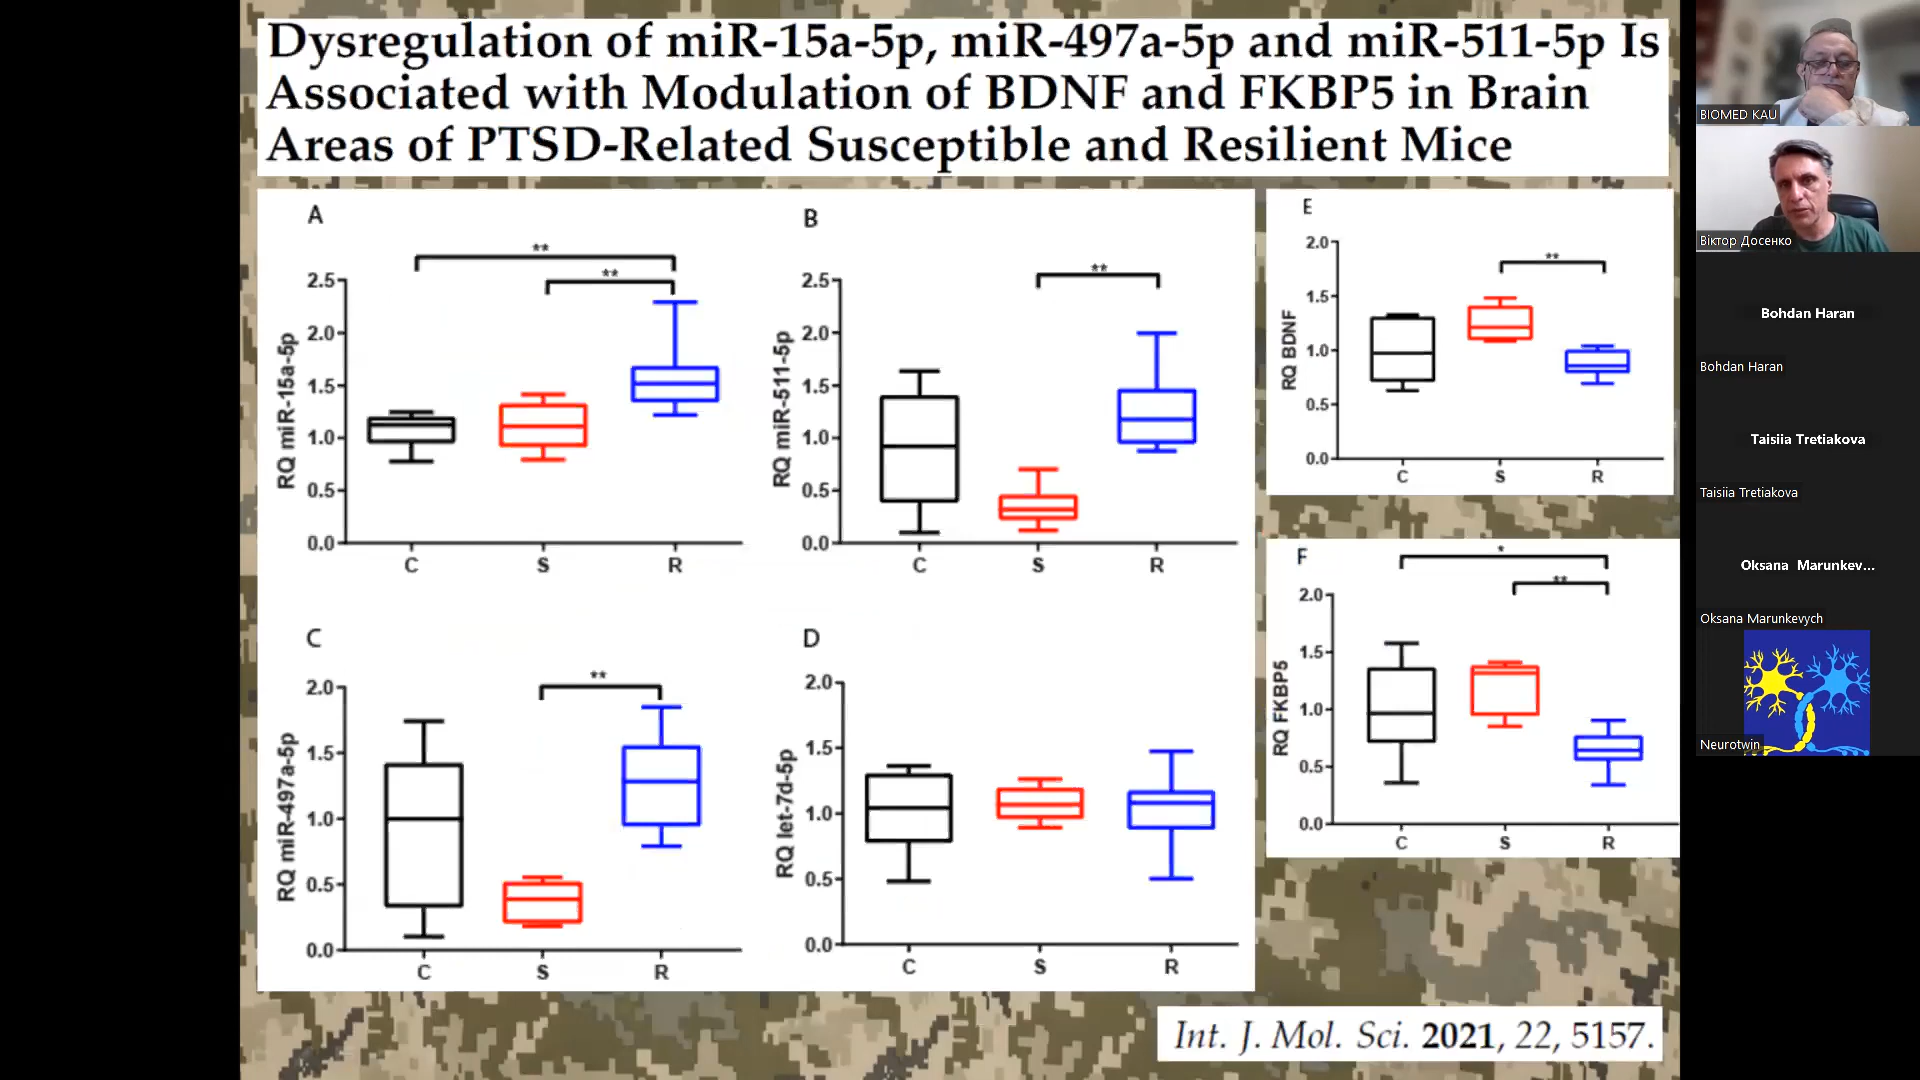 Dysregulation of miR-15a-5p, miR-497a-5p and miR-511-5p Is
Associated with Modulation of BDNF and FKBP5 in Brain
Areas of PTSD-Related Susceptible and Resilient Mice
A
**
**
RQ miR-15a-5p
2.5
2.0
1.5
1.0
0.5
0.0
C S R
B
**
RQ miR-511-5p
2.5
2.0
1.5
1.0
0.5
0.0
C S R
C
**
RQ miR-497a-5p
2.0
1.5
1.0
0.5
0.0
C S R
D
RQ let-7d-5p
2.0
1.5
1.0
0.5
0.0
C S R
E
**
RQ BDNF
2.0
1.5
1.0
0.5
0.0
C S R
F
*
**
RQ FKBP5
2.0
1.5
1.0
0.5
0.0
C S R
Int. J. Mol. Sci. 2021, 22, 5157.
BIOMED KAU
Віктор Досенко
Bohdan Haran
Bohdan Haran
Taisiia Tretiakova
Taisiia Tretiakova
Oksana Marunkev...
Oksana Marunkevych
Neurotwin